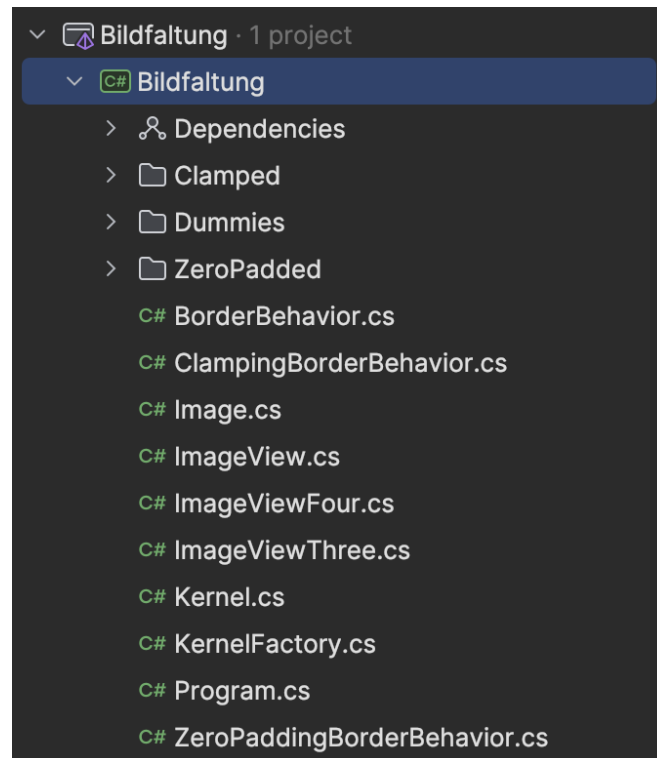 Bildfaltung · 1 project
C# Bildfaltung
Dependencies
Clamped
Dummies
ZeroPadded
C# BorderBehavior.cs
C# ClampingBorderBehavior.cs
C# Image.cs
C# ImageView.cs
C# ImageViewFour.cs
C# ImageViewThree.cs
C# Kernel.cs
C# KernelFactory.cs
C# Program.cs
C# ZeroPaddingBorderBehavior.cs